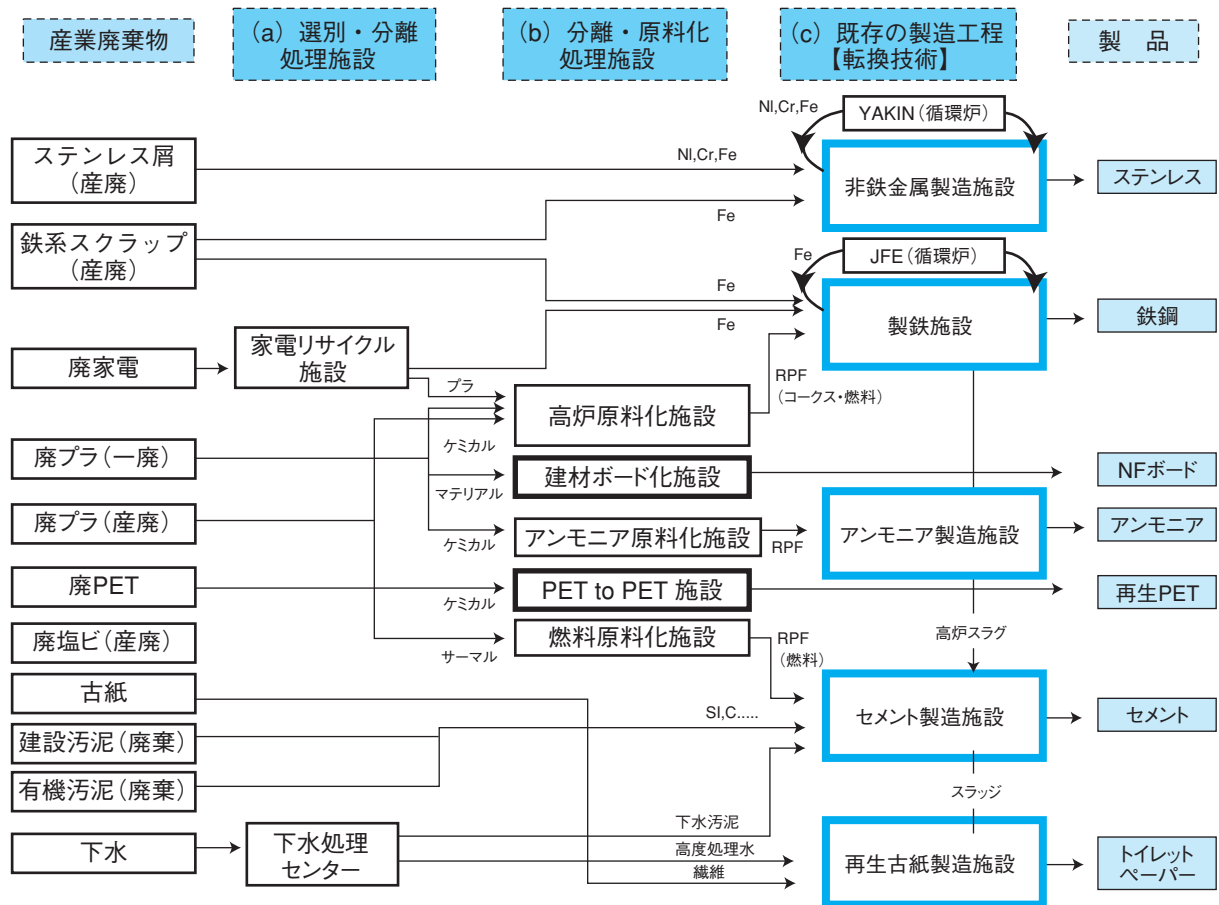 産業廃棄物
(a) 選別・分離
処理施設
(b) 分離・原料化
処理施設
(c) 既存の製造工程
【転換技術】
製　品
NI,Cr,Fe
YAKIN(循環炉)
ステンレス屑
(産廃)
NI,Cr,Fe
非鉄金属製造施設
ステンレス
Fe
鉄系スクラップ
(産廃)
Fe
JFE(循環炉)
Fe
製鉄施設
鉄鋼
Fe
廃家電
家電リサイクル
施設
プラ
高炉原料化施設
RPF
(コークス・燃料)
ケミカル
廃プラ(一廃)
建材ボード化施設
NFボード
マテリアル
廃プラ(産廃)
アンモニア原料化施設
RPF
アンモニア製造施設
アンモニア
ケミカル
廃PET
PET to PET 施設
再生PET
ケミカル
廃塩ビ(産廃)
燃料原料化施設
RPF
(燃料)
高炉スラグ
サーマル
古紙
SI,C.....
セメント製造施設
セメント
建設汚泥(廃棄)
有機汚泥(廃棄)
スラッジ
下水
下水処理
センター
下水汚泥
高度処理水
繊維
再生古紙製造施設
トイレット
ペーパー